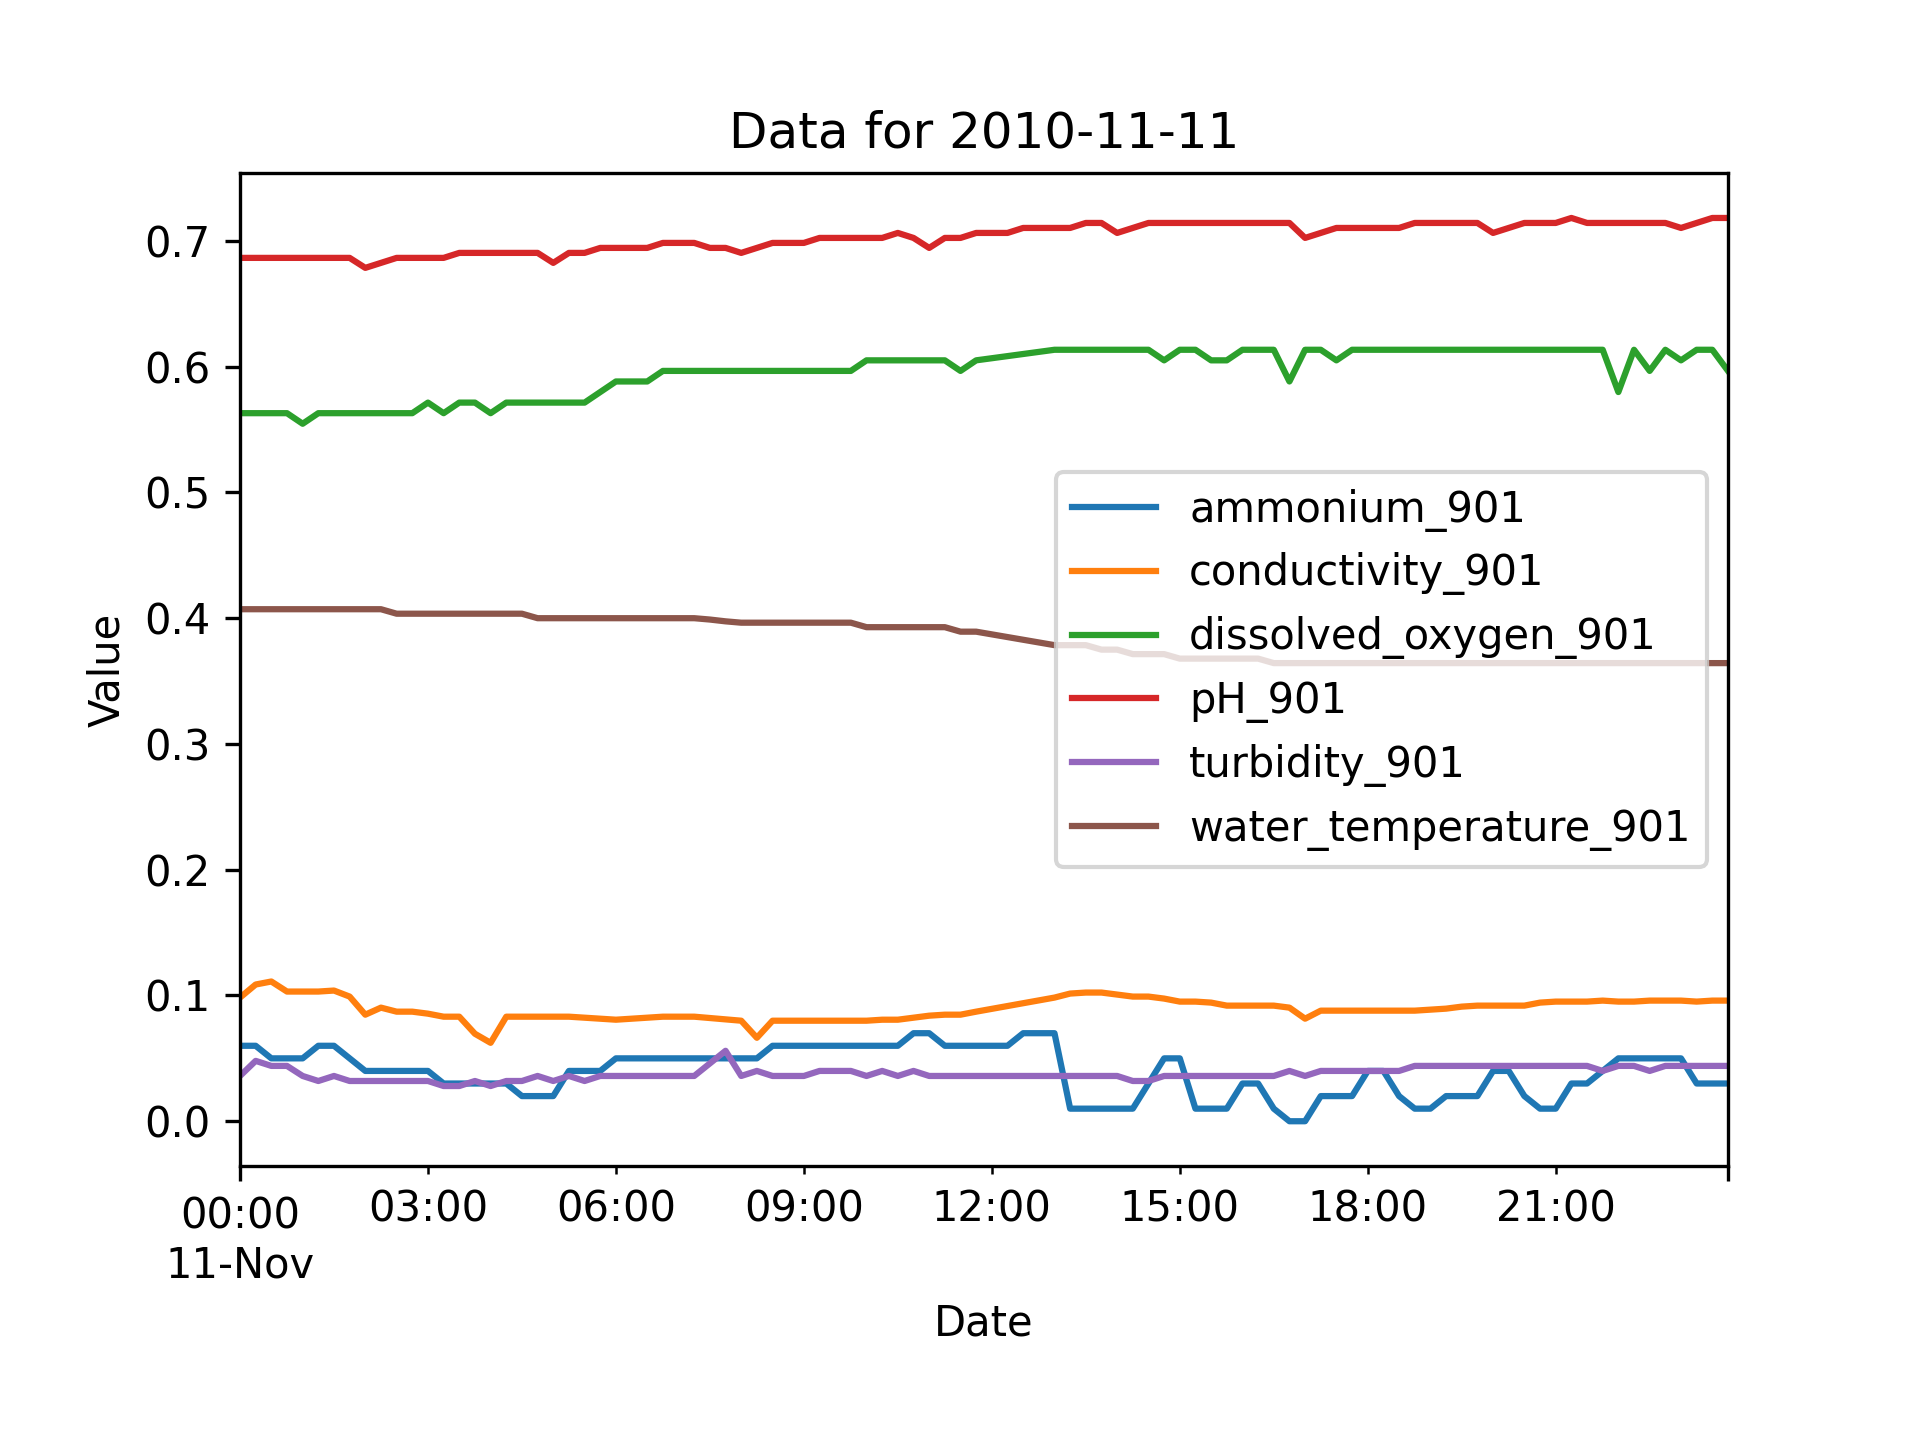 Data for 2010-11-11
Value
0.7
0.6
0.5
0.4
0.3
0.2
0.1
0.0
ammonium_901
conductivity_901
dissolved_oxygen_901
pH_901
turbidity_901
water_temperature_901
00:00 03:00 06:00 09:00 12:00 15:00 18:00 21:00
11-Nov
Date